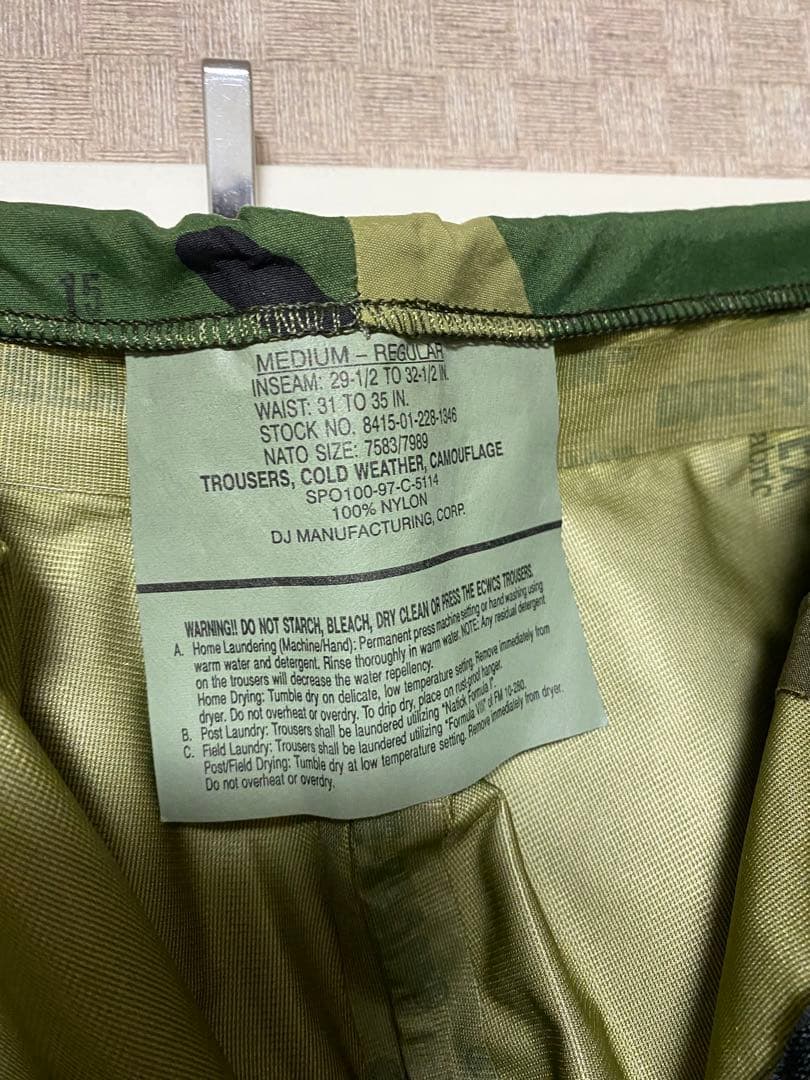 15
MEDIUM - REGULAR
INSEAM: 29-1/2 TO 32-1/2 IN.
WAIST: 31 TO 35 IN.
STOCK NO. 8415-01-228-1346
NATO SIZE: 7583/7989
TROUSERS, COLD WEATHER, CAMOUFLAGE
SPO100-97-C-5114
100% NYLON
DJ MANUFACTURING, CORP.
WARNING!! DO NOT STARCH, BLEACH, DRY CLEAN OR PRESS THE ECWCS TROUSERS.
A. Home Laundering (Machine/Hand): Permanent press machine setting or hand washing using
warm water and detergent. Rinse thoroughly in warm water. NOTE: Any residual detergent
on the trousers will decrease the water repellency.
Home Drying: Tumble dry on delicate, low temperature setting. Remove immediately from
dryer. Do not overheat or overdry. To drip dry, place on rust-proof hanger.
B. Post Laundry: Trousers shall be laundered utilizing "Natick Formula I".
C. Field Laundry: Trousers shall be laundered utilizing "Formula VIII" of FM 10-280.
Post/Field Drying: Tumble dry at low temperature setting. Remove immediately from dryer.
Do not overheat or overdry.